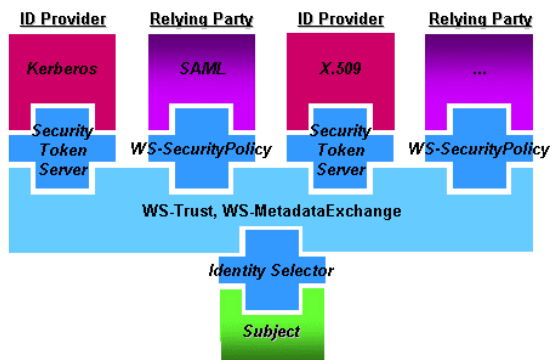 ID Provider Relying Party ID Provider Relying Party
Kerberos SAML X.509 ...
Security Token Server WS-SecurityPolicy Security Token Server WS-SecurityPolicy
WS-Trust, WS-MetadataExchange
Identity Selector
Subject